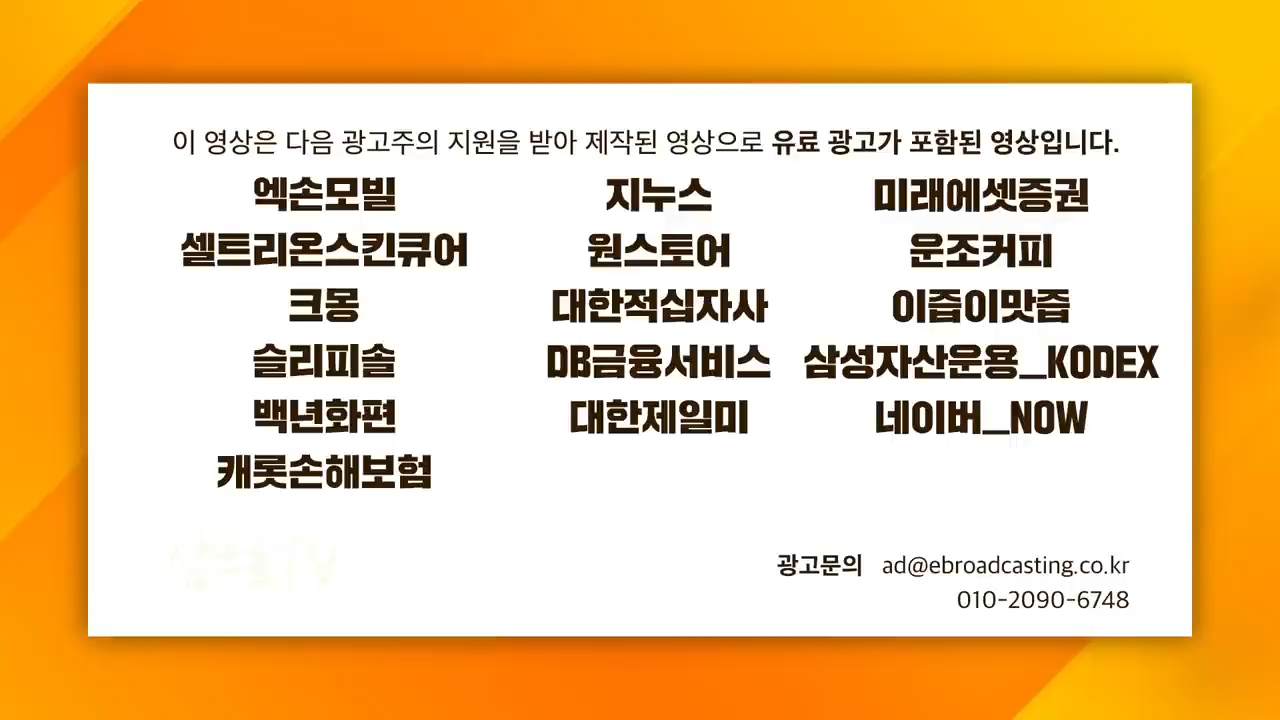 이 영상은 다음 광고주의 지원을 받아 제작된 영상으로 유료 광고가 포함된 영상입니다.
엑손모빌 지누스 미래에셋증권
셀트리온스킨큐어 원스토어 운조커피
크몽 대한적십자사 이즙이맛즙
슬리피솔 DB금융서비스 삼성자산운용_KODEX
백년화편 대한제일미 네이버_NOW
캐롯손해보험
광고문의 ad@ebroadcasting.co.kr
010-2090-6748